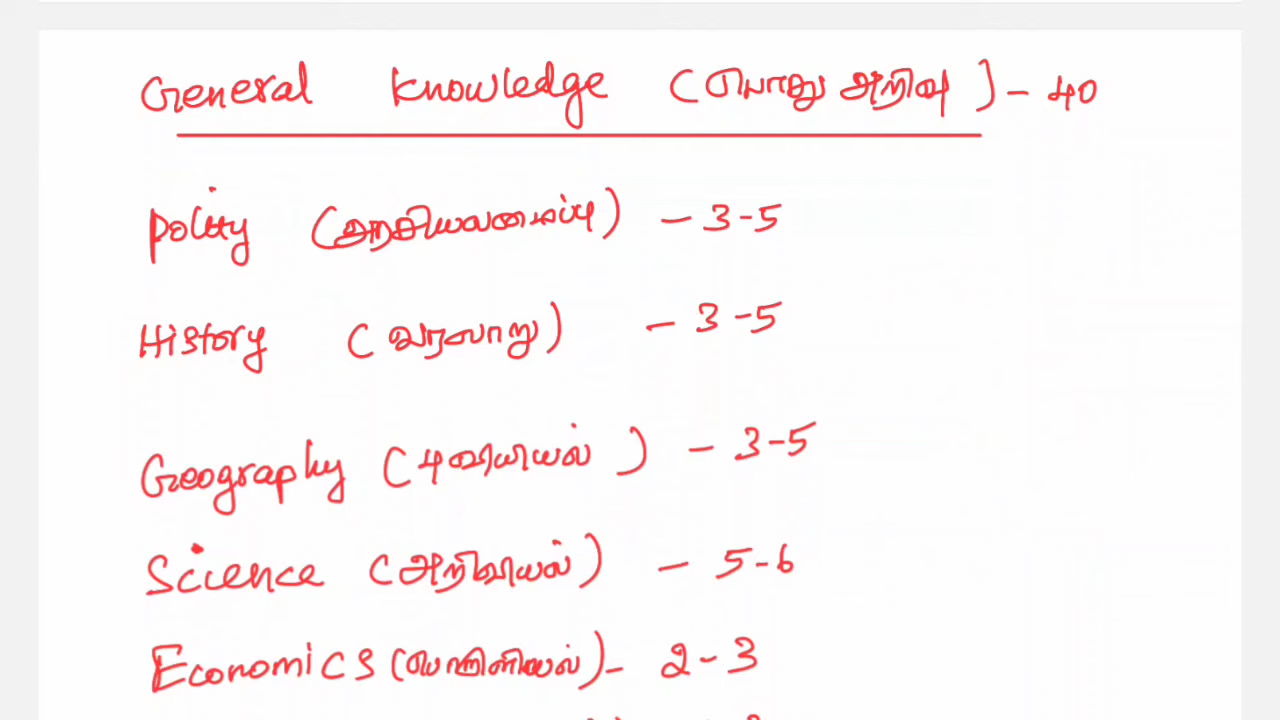 General Knowledge (பொது அறிவு) - 40
Polity (அரசியலமைப்பு) - 3-5
History (வரலாறு) - 3-5
Geography (புவியியல்) - 3-5
Science (அறிவியல்) - 5-6
Economics (பொருளியல்) - 2-3